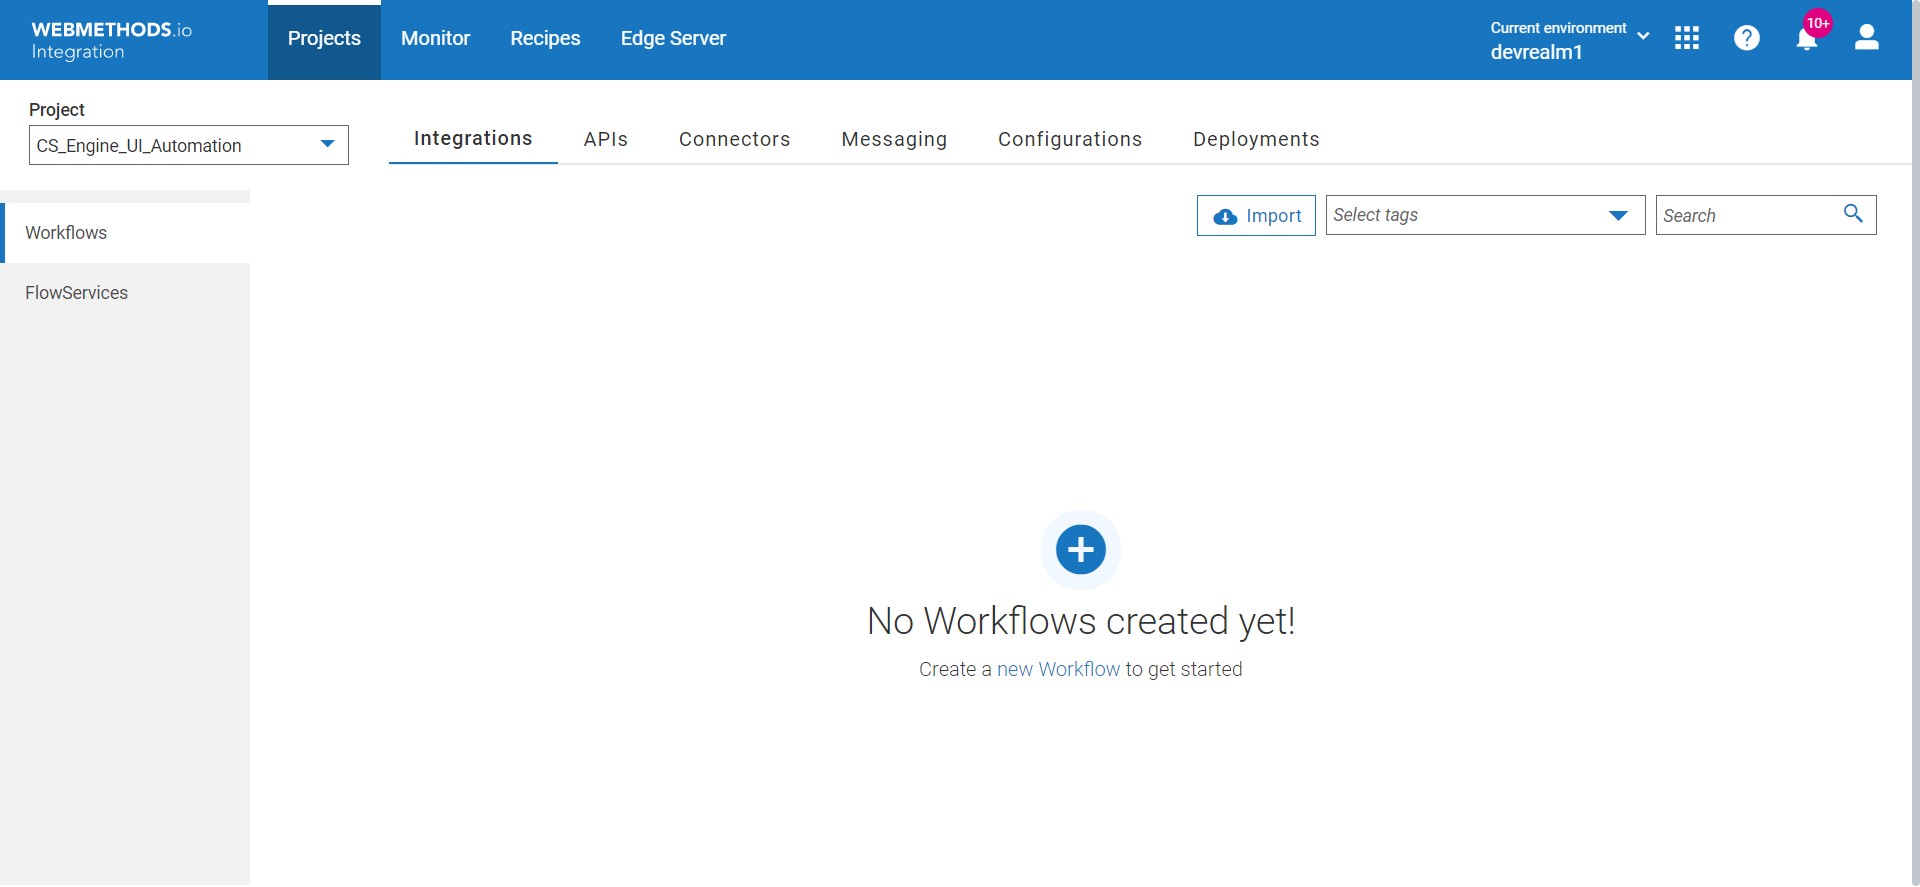 WEBMETHODS.io
Integration
Projects
Monitor
Recipes
Edge Server
Current environment
devrealm1
10+
Project
CS_Engine_UI_Automation
Integrations
APIs
Connectors
Messaging
Configurations
Deployments
Workflows
FlowServices
Import
Select tags
Search
No Workflows created yet!
Create a new Workflow to get started